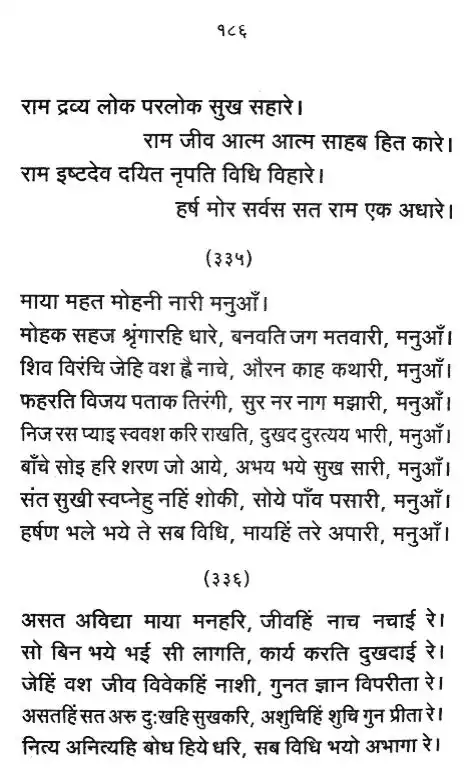 १८६
राम द्रव्य लोक परलोक सुख सहारे।
राम जीव आत्म आत्म साहब हित कारे।
राम इष्टदेव दयित नृपति विधि विहारे।
हर्ष मोर सर्वस सत राम एक अधारे।
(३३५)
माया महत मोहनी नारी मनुआँ।
मोहक सहज श्रृंगारहि धारे, बनवति जग मतवारी, मनुआँ।
शिव विरंचि जेहि वश ह्वै नाचे, औरन काह कथारी, मनुआँ।
फहरति विजय पताक तिरंगी, सुर नर नाग मझारी, मनुआँ।
निज रस प्याइ स्ववश करि राखति, दुखद दुरत्यय भारी, मनुआँ।
बाँचे सोइ हरि शरण जो आये, अभय भये सुख सारी, मनुआँ।
संत सुखी स्वप्नेहु नहिं शोकी, सोये पाँव पसारी, मनुआँ।
हर्षण भले भये ते सब विधि, मायहिं तरे अपारी, मनुआँ।
(३३६)
असत अविद्या माया मनहरि, जीवहिं नाच नचाई रे।
सो बिन भये भई सी लागति, कार्य करति दुखदाई रे।
जेहिं वश जीव विवेकहिं नाशी, गुनत ज्ञान विपरीता रे।
असतहिं सत अरु दुःखहि सुखकरि, अशुचिहिं शुचि गुन प्रीता रे।
नित्य अनित्यहि बोध हिये धरि, सब विधि भयो अभागा रे।